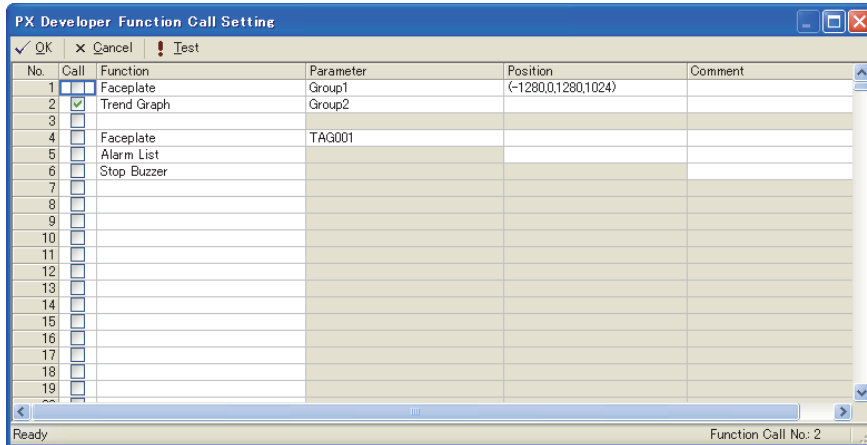 PX Developer Function Call Setting
OK Cancel ! Test
No. Call Function Parameter Position Comment
1 Faceplate Group1 (-1280,0,1280,1024)
2 Trend Graph Group2
3
4 Faceplate TAG001
5 Alarm List
6 Stop Buzzer
7
8
9
10
11
12
13
14
15
16
17
18
19
Ready Function Call No.: 2